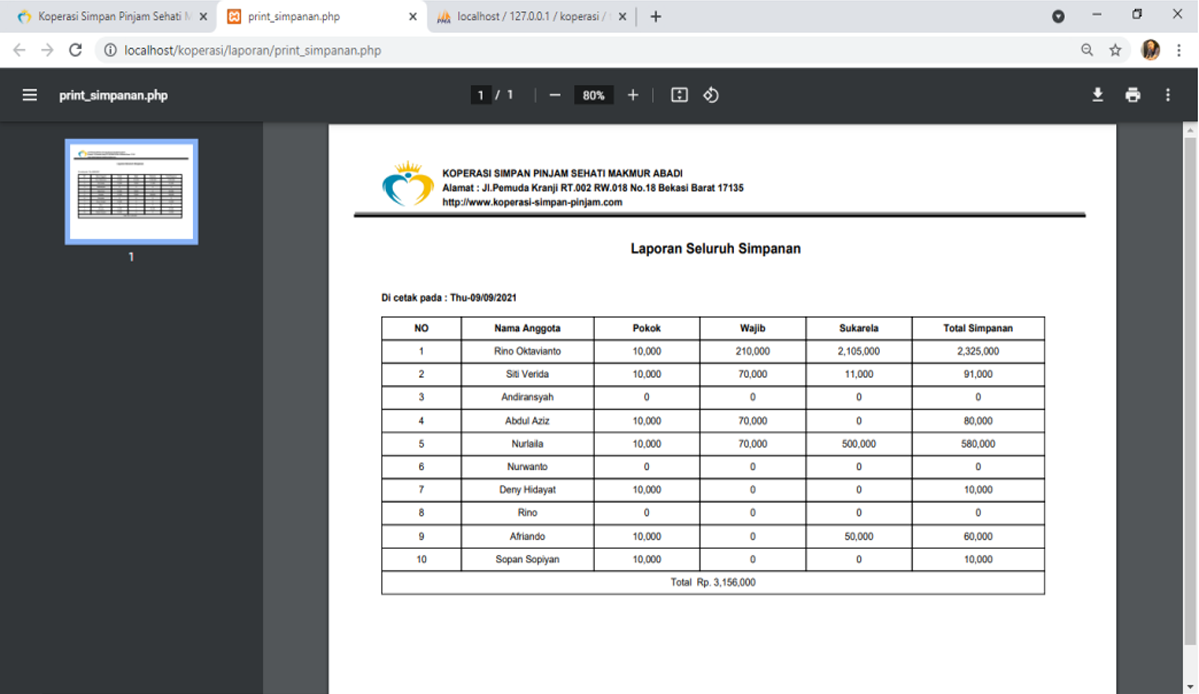 Koperasi Simpan Pinjam Sehati M
print_simpanan.php
localhost / 127.0.0.1 / koperasi /
localhost/koperasi/laporan/print_simpanan.php
print_simpanan.php
1 / 1
80%
1
KOPERASI SIMPAN PINJAM SEHATI MAKMUR ABADI
Alamat : Jl.Pemuda Kranji RT.002 RW.018 No.18 Bekasi Barat 17135
http://www.koperasi-simpan-pinjam.com
Laporan Seluruh Simpanan
Di cetak pada : Thu-09/09/2021
NO Nama Anggota Pokok Wajib Sukarela Total Simpanan
1 Rino Oktavianto 10,000 210,000 2,105,000 2,325,000
2 Siti Verida 10,000 70,000 11,000 91,000
3 Andiransyah 0 0 0 0
4 Abdul Aziz 10,000 70,000 0 80,000
5 Nurlaila 10,000 70,000 500,000 580,000
6 Nurwanto 0 0 0 0
7 Deny Hidayat 10,000 0 0 10,000
8 Rino 0 0 0 0
9 Afriando 10,000 0 50,000 60,000
10 Sopan Sopiyan 10,000 0 0 10,000
Total Rp. 3,156,000